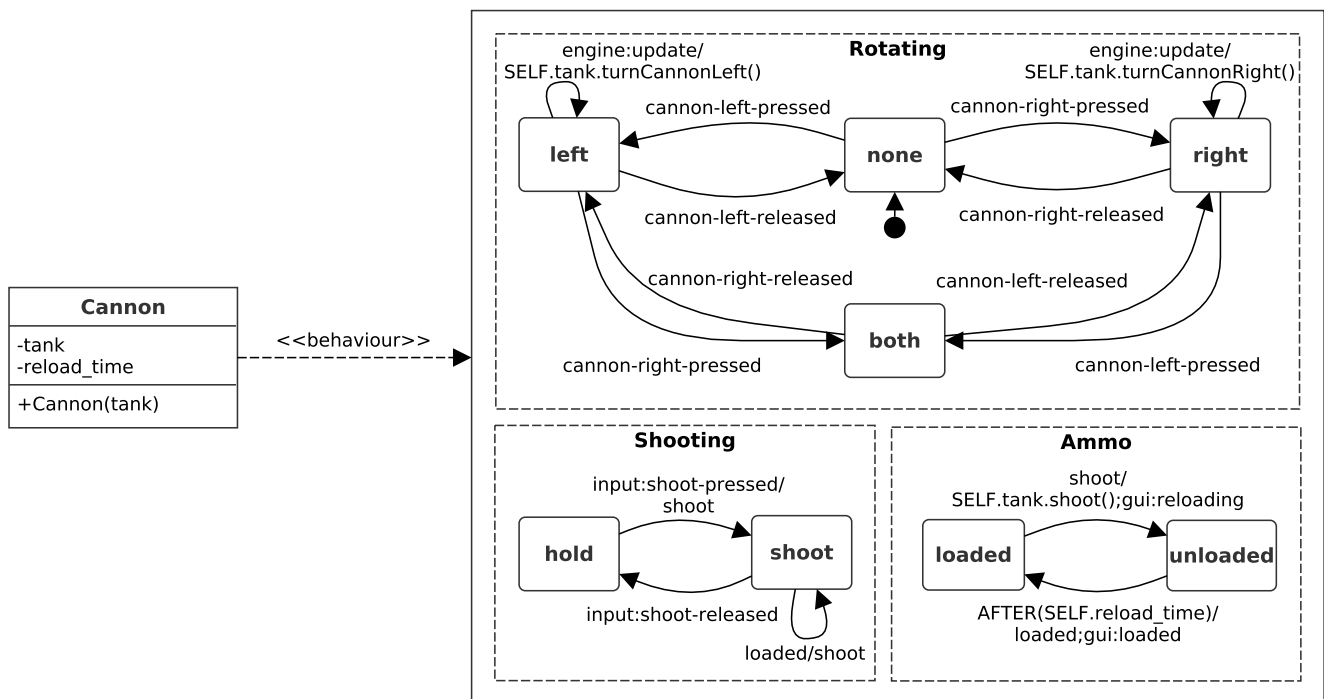 Rotating
engine:update/
SELF.tank.turnCannonLeft()
engine:update/
SELF.tank.turnCannonRight()
cannon-left-pressed
cannon-right-pressed
left
none
right
cannon-left-released
cannon-right-released
cannon-right-released
cannon-left-released
both
cannon-right-pressed
cannon-left-pressed
Cannon
-tank
-reload_time
+Cannon(tank)
<<behaviour>>
Shooting
input:shoot-pressed/
shoot
hold
shoot
input:shoot-released
loaded/shoot
Ammo
shoot/
SELF.tank.shoot();gui:reloading
loaded
unloaded
AFTER(SELF.reload_time)/
loaded;gui:loaded